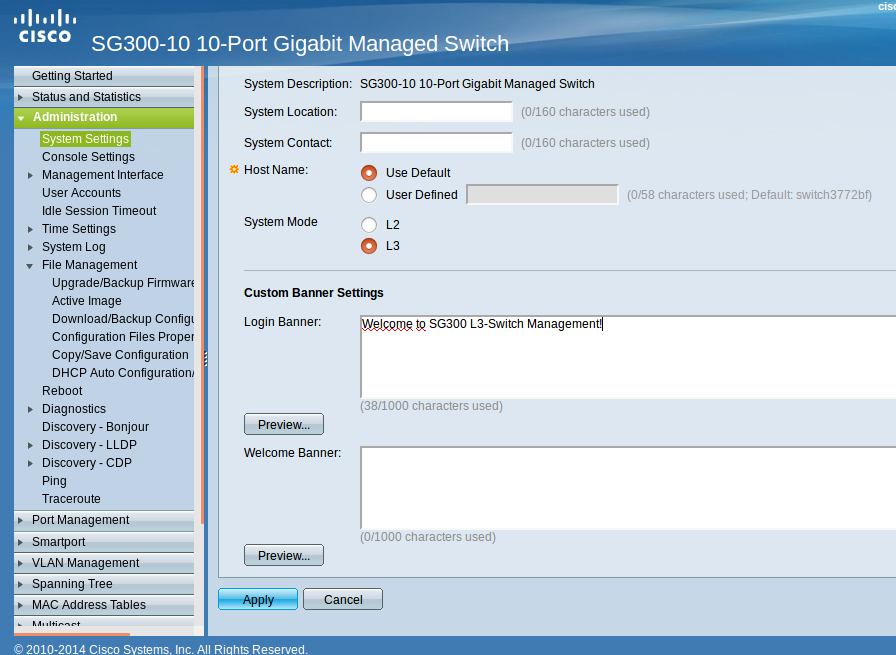 cisc
CISCO
SG300-10 10-Port Gigabit Managed Switch
Getting Started
Status and Statistics
Administration
System Settings
Console Settings
Management Interface
User Accounts
Idle Session Timeout
Time Settings
System Log
File Management
Upgrade/Backup Firmware
Active Image
Download/Backup Configu
Configuration Files Proper
Copy/Save Configuration
DHCP Auto Configuration/
Reboot
Diagnostics
Discovery - Bonjour
Discovery - LLDP
Discovery - CDP
Ping
Traceroute
Port Management
Smartport
VLAN Management
Spanning Tree
MAC Address Tables
Multicast
System Description: SG300-10 10-Port Gigabit Managed Switch
System Location: (0/160 characters used)
System Contact: (0/160 characters used)
Host Name: Use Default
User Defined (0/58 characters used; Default: switch3772bf)
System Mode L2
L3
Custom Banner Settings
Login Banner: Welcome to SG300 L3-Switch Management!
(38/1000 characters used)
Preview...
Welcome Banner:
(0/1000 characters used)
Preview...
Apply Cancel
© 2010-2014 Cisco Systems, Inc. All Rights Reserved.